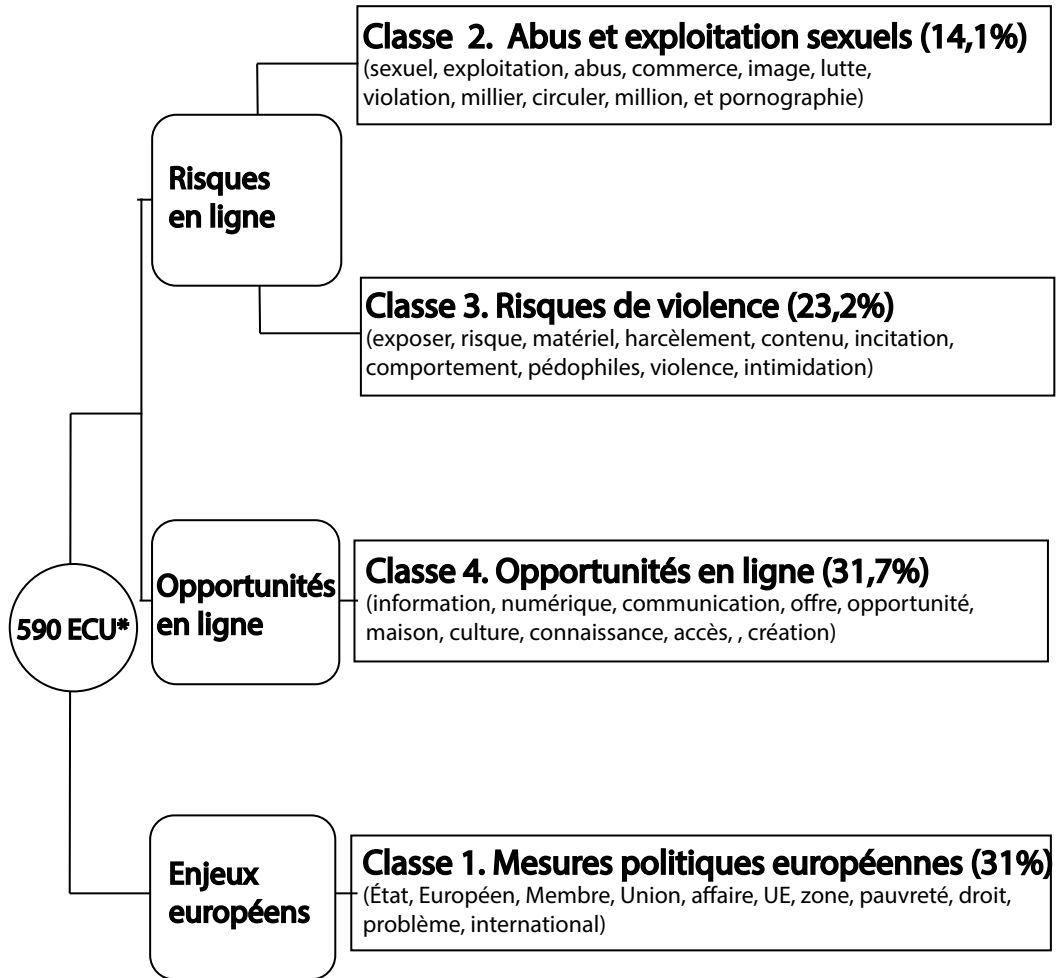 Classe 2. Abus et exploitation sexuels (14,1%)
(sexuel, exploitation, abus, commerce, image, lutte,
violation, millier, circuler, million, et pornographie)
Risques
en ligne
Classe 3. Risques de violence (23,2%)
(exposer, risque, matériel, harcèlement, contenu, incitation,
comportement, pédophiles, violence, intimidation)
590 ECU*
Opportunités
en ligne
Classe 4. Opportunités en ligne (31,7%)
(information, numérique, communication, offre, opportunité,
maison, culture, connaissance, accès, , création)
Enjeux
européens
Classe 1. Mesures politiques européennes (31%)
(État, Européen, Membre, Union, affaire, UE, zone, pauvreté, droit,
problème, international)